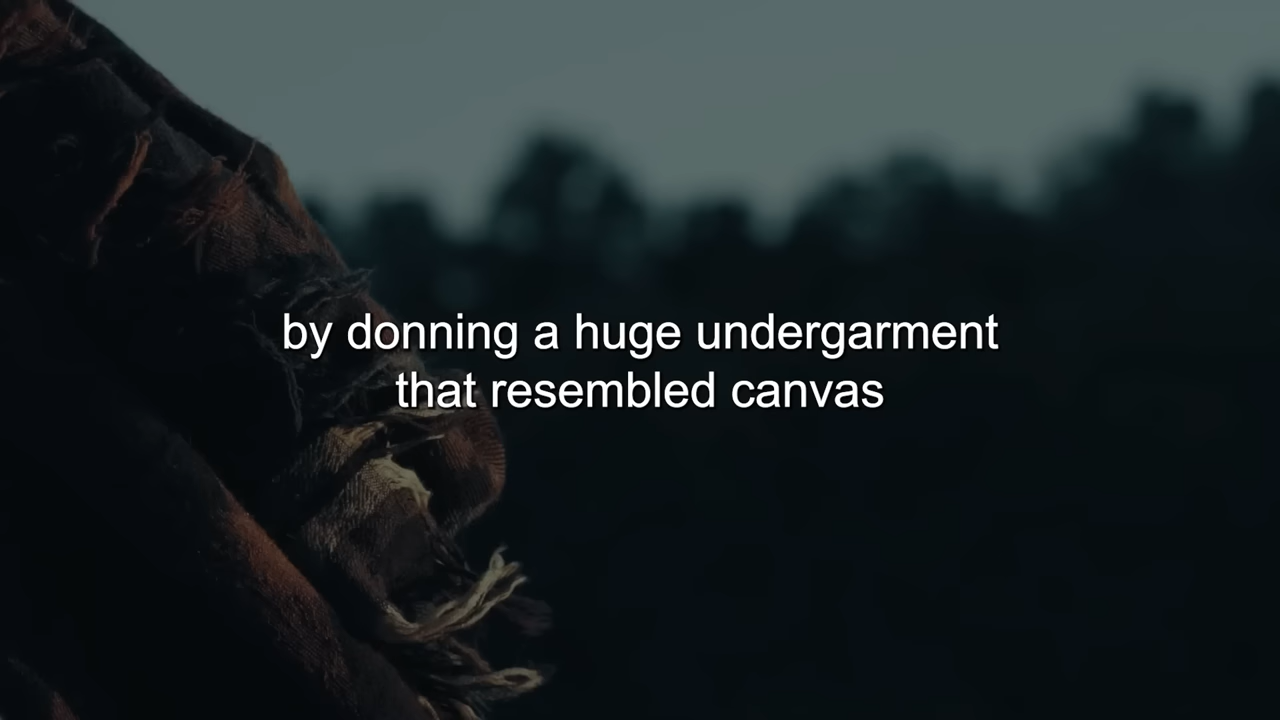 by donning a huge undergarment
that resembled canvas